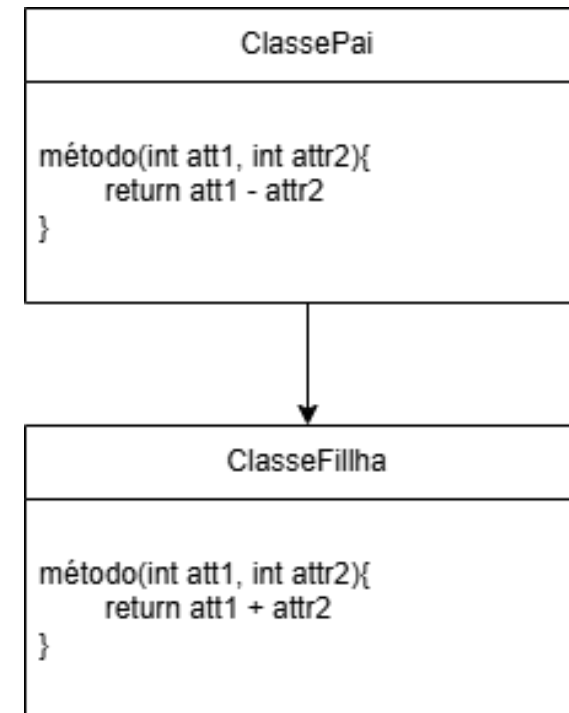 ClassePai
método(int att1, int attr2){
return att1 - attr2
}
ClasseFillha
método(int att1, int attr2){
return att1 + attr2
}